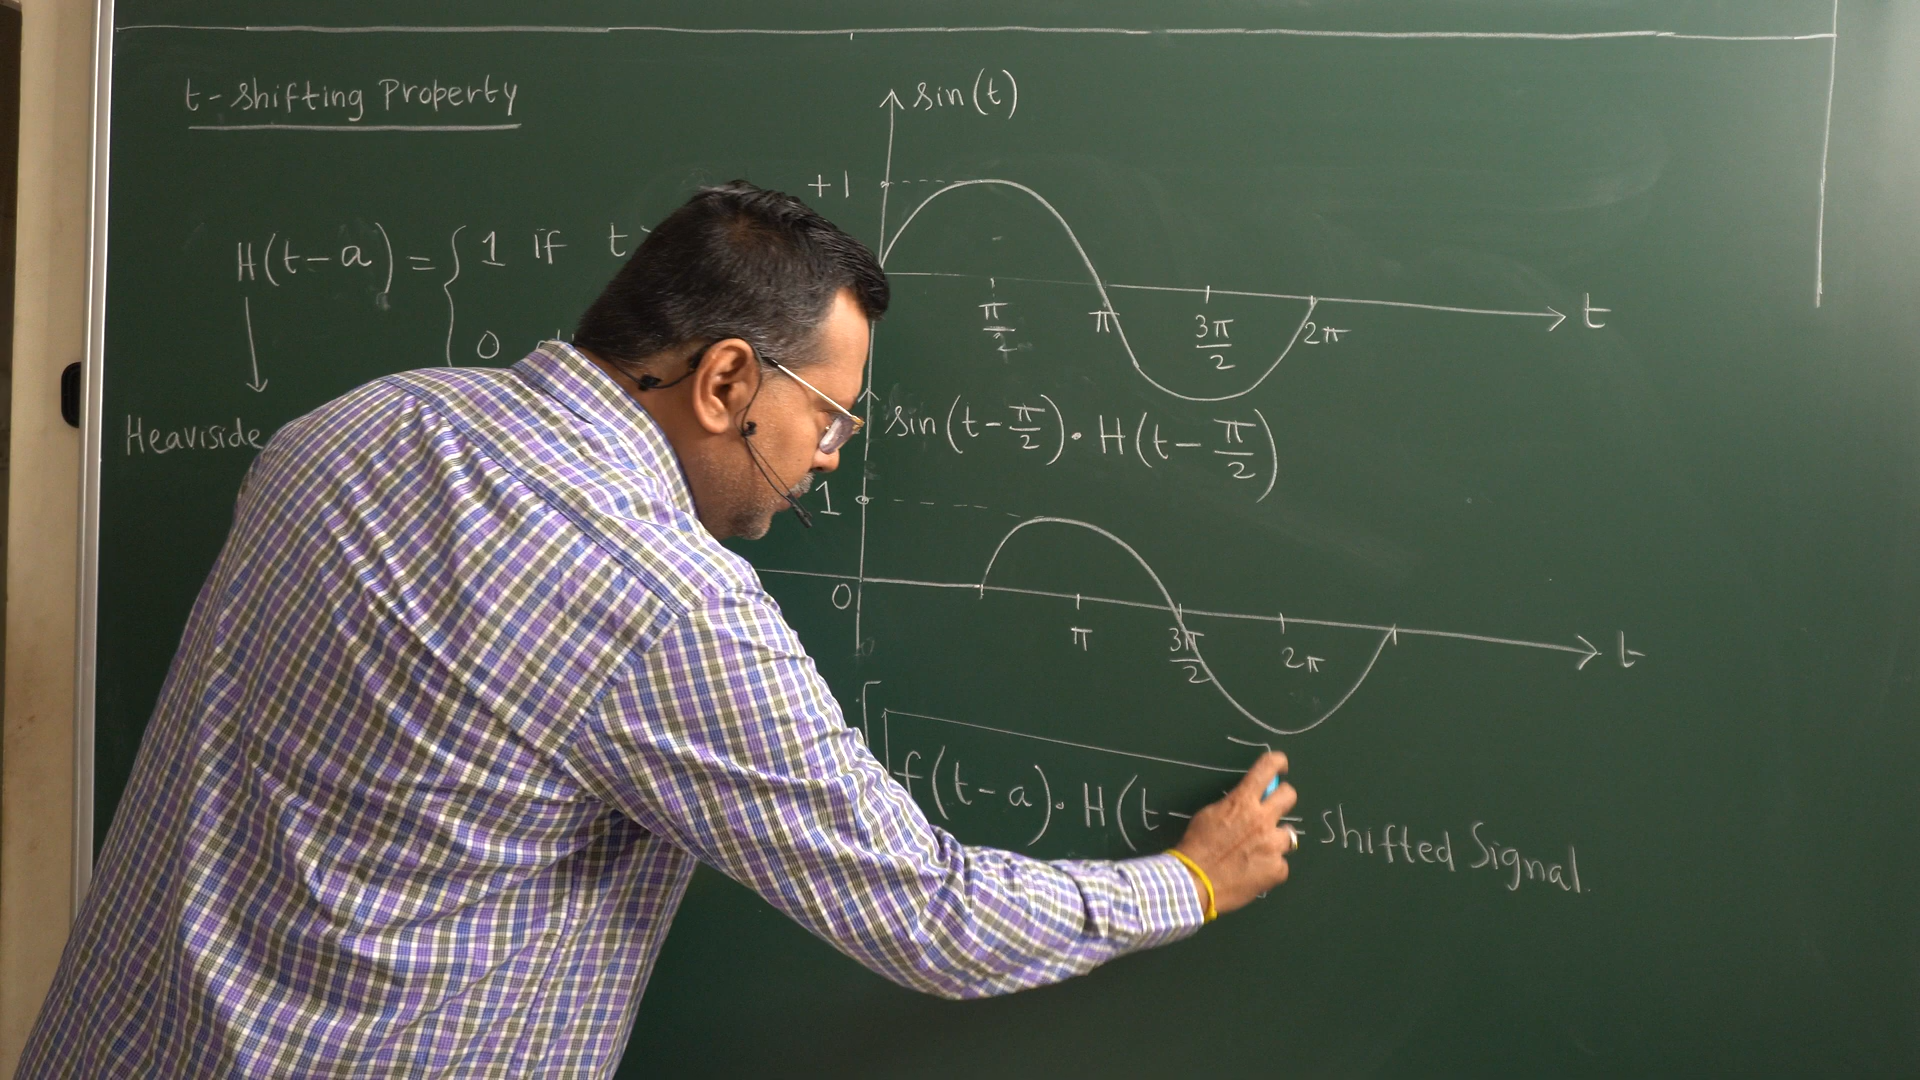 t-shifting Property
H(t-a) = { 1 if t
0
Heaviside
sin(t)
+1
π/2 π 3π/2 2π t
sin(t-π/2)·H(t-π/2)
1
0 π 3π/2 2π t
f(t-a)·H(t- = Shifted Signal.